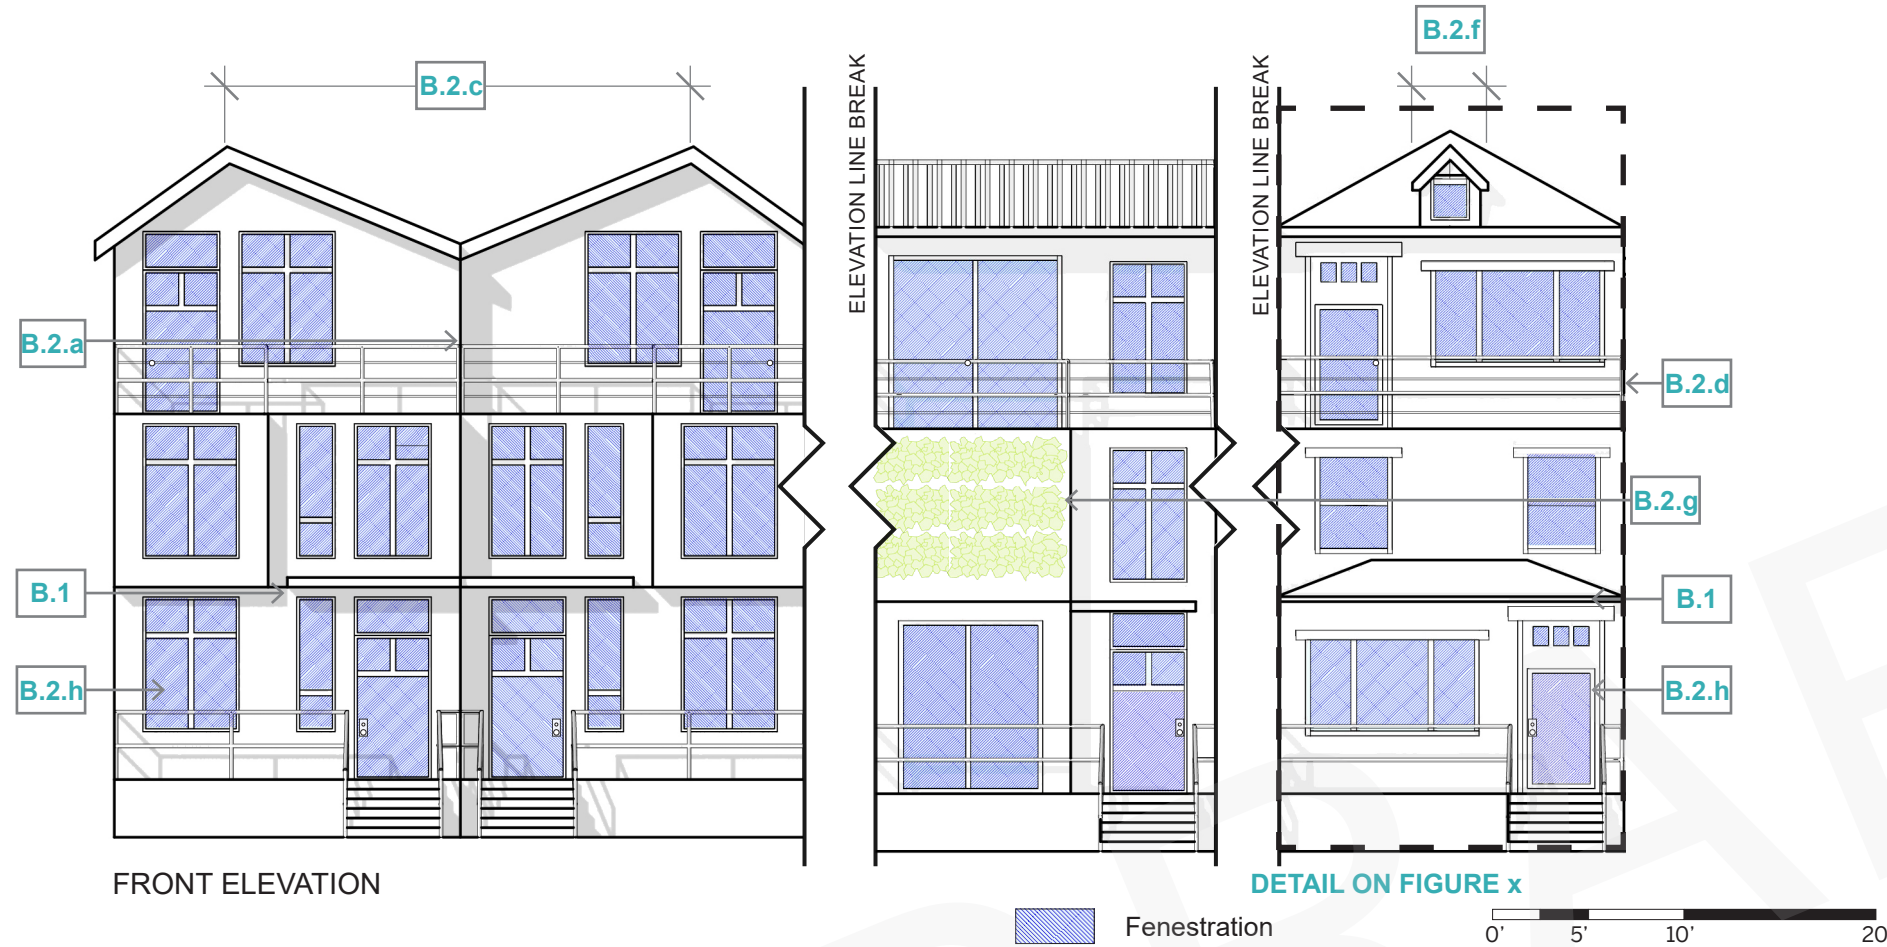 B.2.f
B.2.c
ELEVATION LINE BREAK
ELEVATION LINE BREAK
B.2.a
B.2.d
B.2.g
B.1
B.1
B.2.h
B.2.h
FRONT ELEVATION
DETAIL ON FIGURE x
Fenestration
0' 5' 10' 20